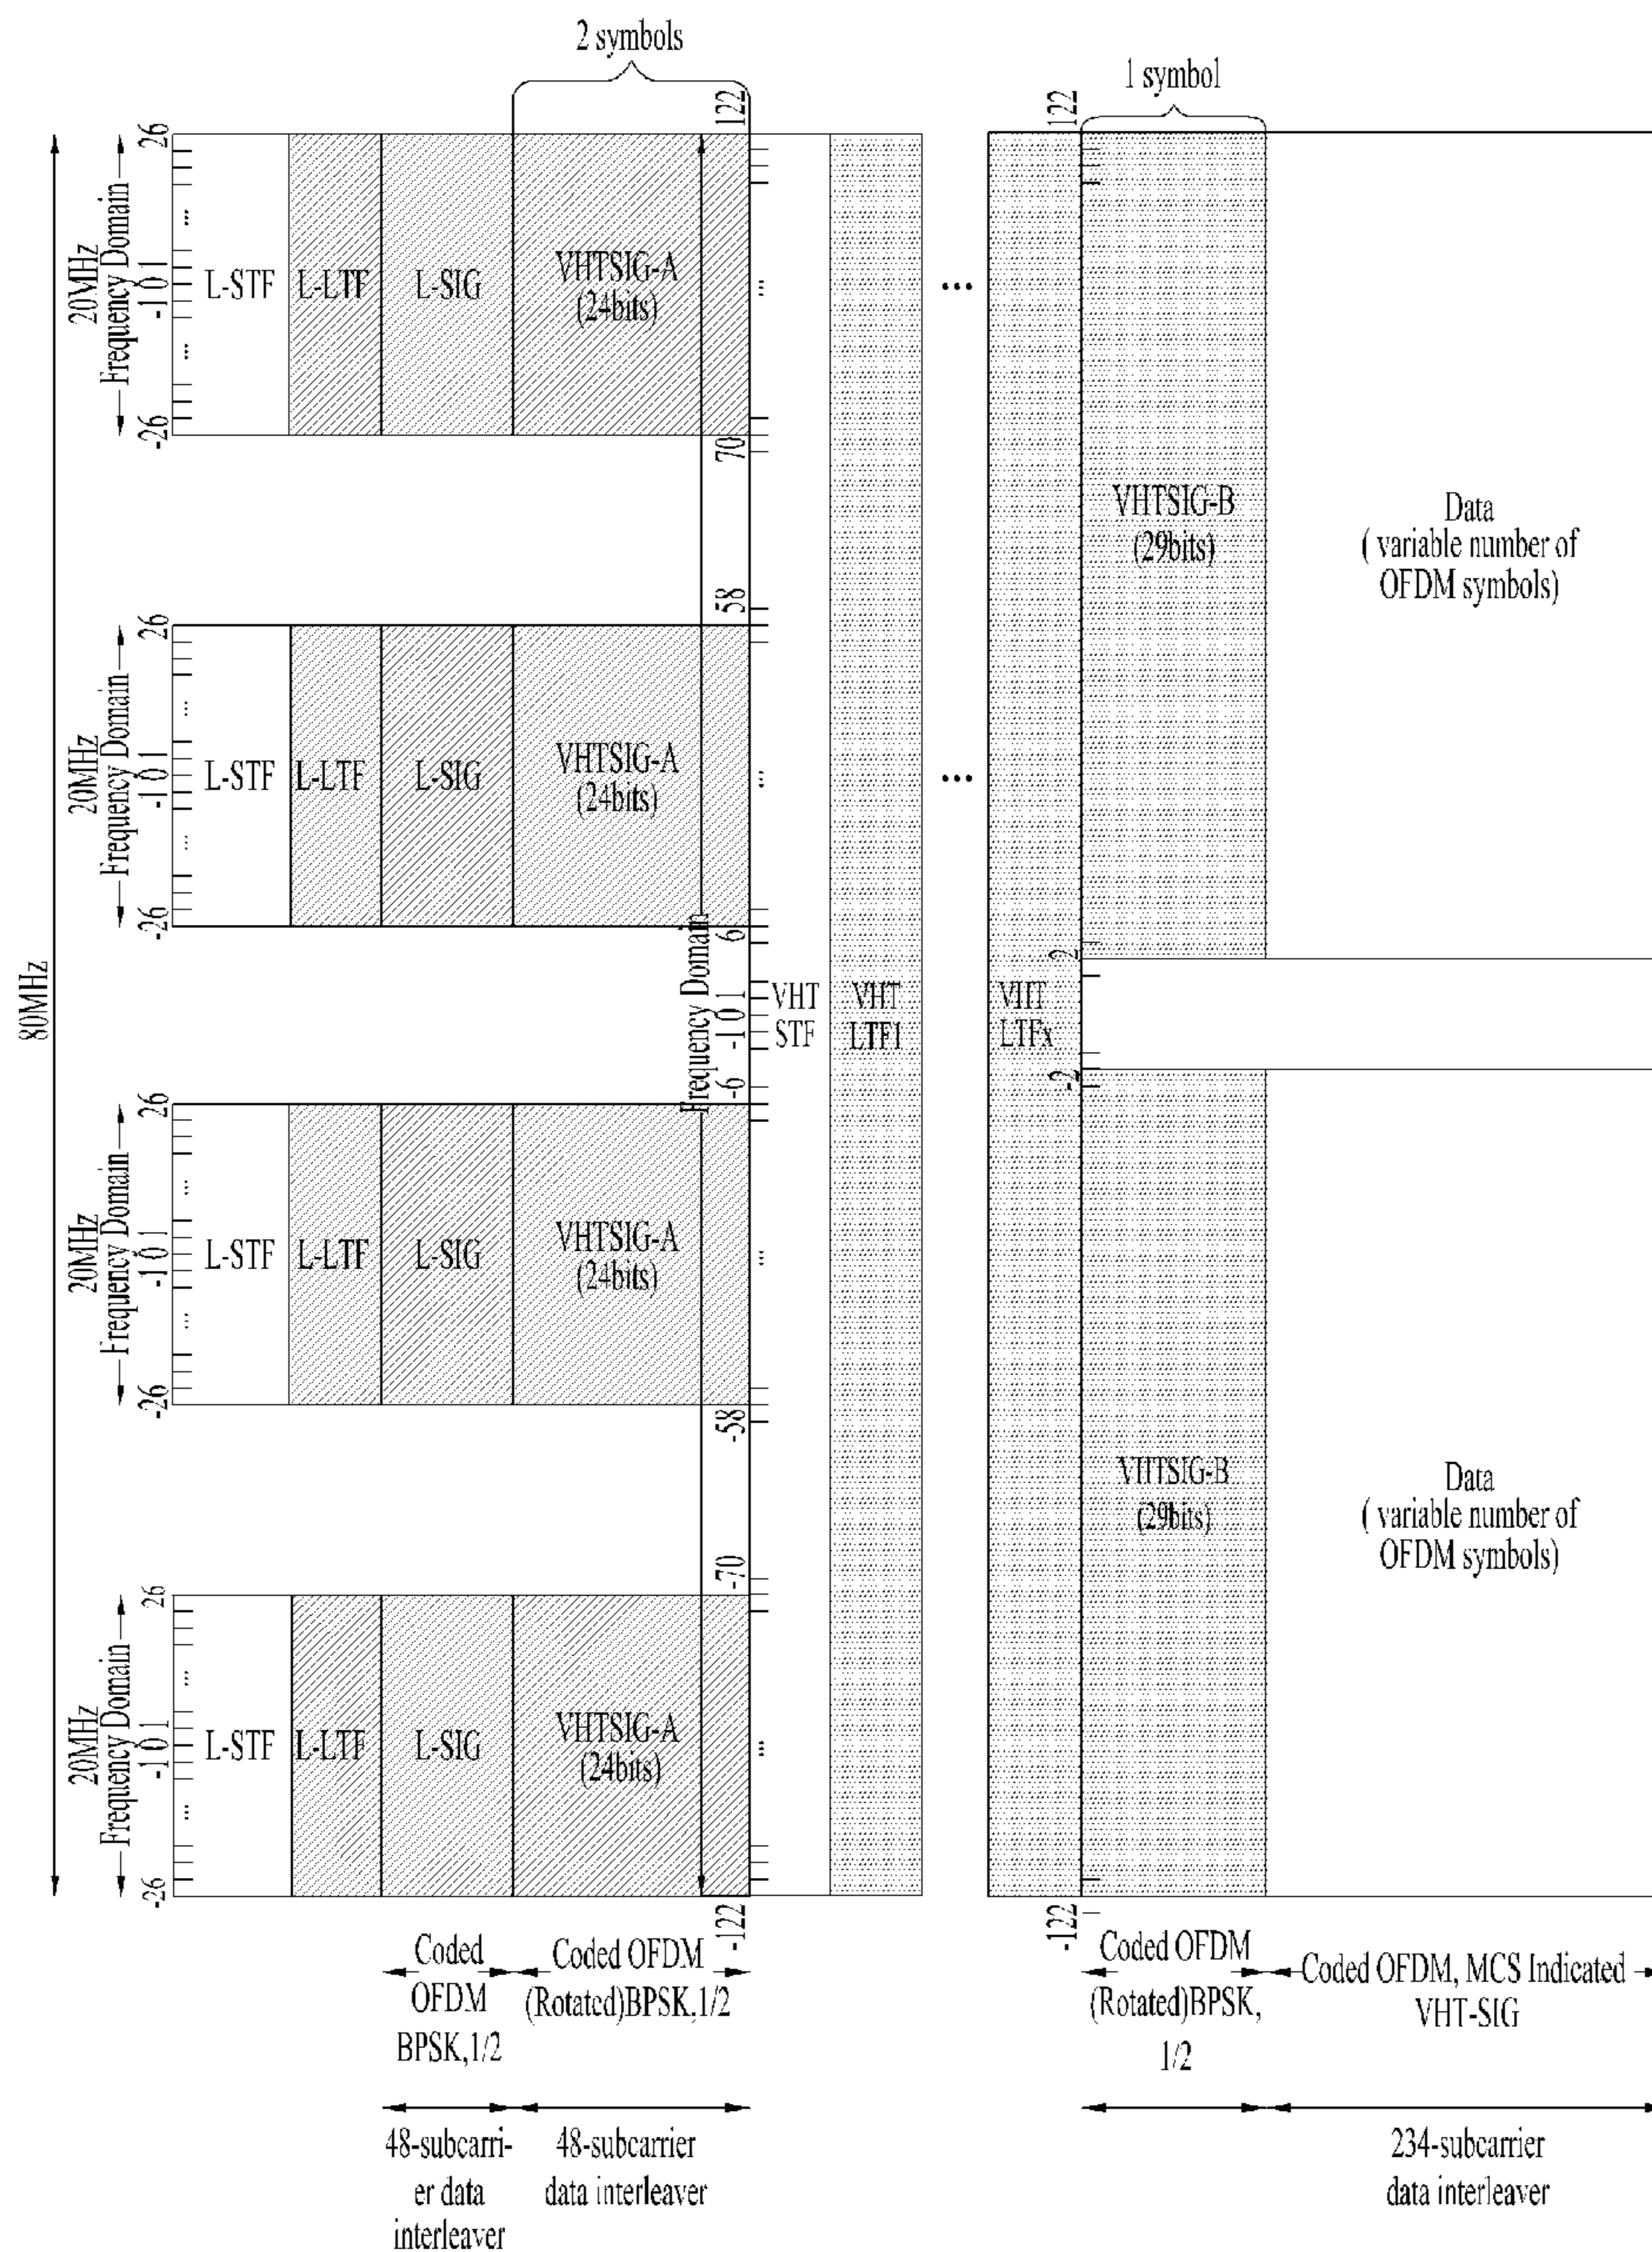 2 symbols
1 symbol
122
122
80MHz
20MHz
Frequency Domain
26
...
-1 0 1
...
-26
L-STF
L-LTF
L-SIG
VHTSIG-A
(24bits)
...
...
70
58
20MHz
Frequency Domain
26
...
-1 0 1
...
-26
L-STF
L-LTF
L-SIG
VHTSIG-A
(24bits)
...
...
VHTSIG-B
(29bits)
Data
( variable number of
OFDM symbols)
Frequency Domain
6
-1 0 1
-6
VHT
STF
VHT
LTF1
VHT
LTFx
2
-2
20MHz
Frequency Domain
26
...
-1 0 1
...
-26
L-STF
L-LTF
L-SIG
VHTSIG-A
(24bits)
...
-58
-70
VHTSIG-B
(29bits)
Data
( variable number of
OFDM symbols)
20MHz
Frequency Domain
26
...
-1 0 1
...
-26
L-STF
L-LTF
L-SIG
VHTSIG-A
(24bits)
...
-122
-122
Coded
OFDM
BPSK,1/2
Coded OFDM
(Rotated)BPSK,1/2
Coded OFDM
(Rotated)BPSK,
1/2
Coded OFDM, MCS Indicated
VHT-SIG
48-subcarri-
er data
interleaver
48-subcarrier
data interleaver
234-subcarrier
data interleaver